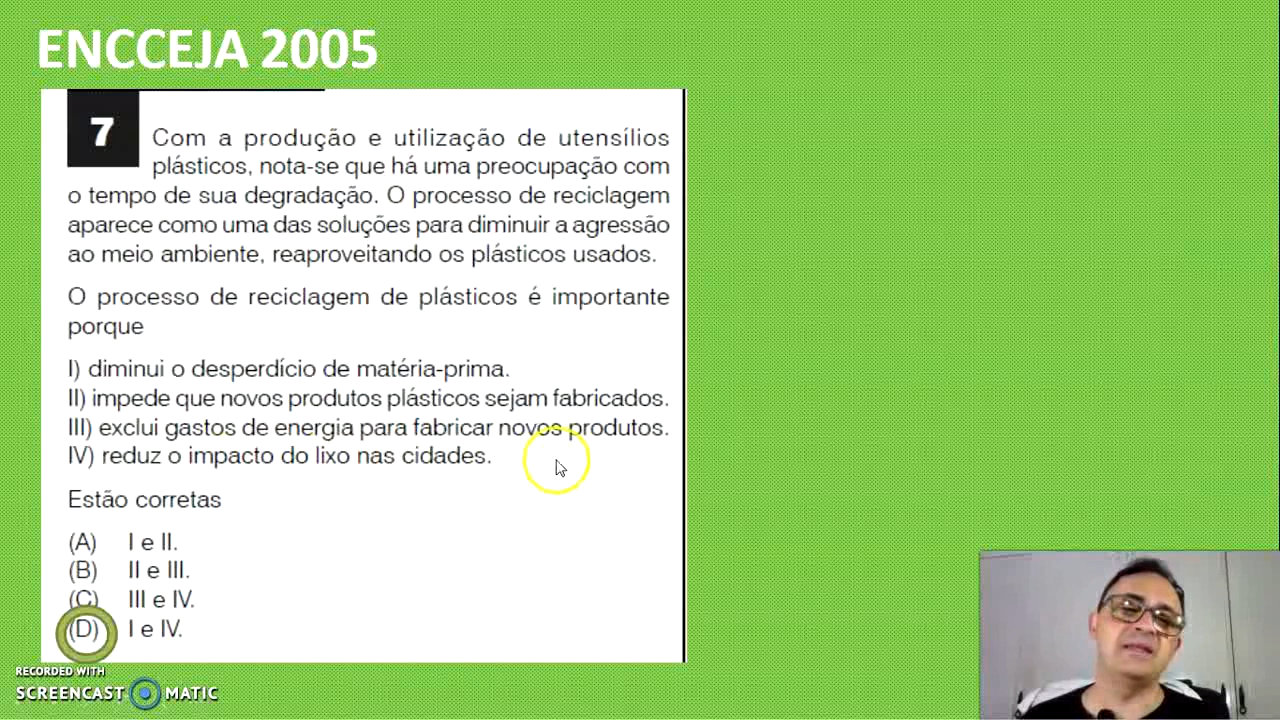 ENCCEJA 2005
7
Com a produção e utilização de utensílios
plásticos, nota-se que há uma preocupação com
o tempo de sua degradação. O processo de reciclagem
aparece como uma das soluções para diminuir a agressão
ao meio ambiente, reaproveitando os plásticos usados.
O processo de reciclagem de plásticos é importante
porque
I) diminui o desperdício de matéria-prima.
II) impede que novos produtos plásticos sejam fabricados.
III) exclui gastos de energia para fabricar novos produtos.
IV) reduz o impacto do lixo nas cidades.
Estão corretas
(A) I e II.
(B) II e III.
(C) III e IV.
(D) I e IV.
RECORDED WITH
SCREENCAST MATIC